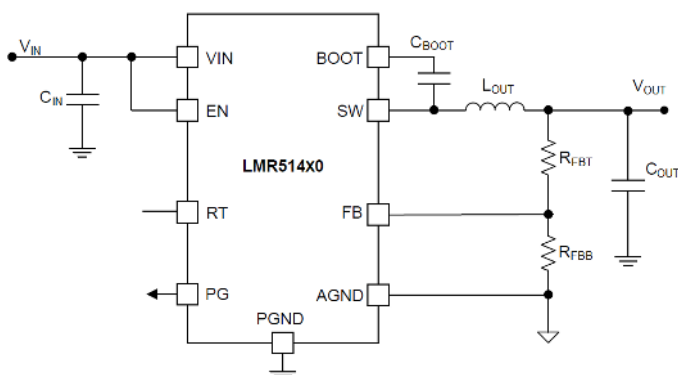 VIN
CIN
VIN
EN
RT
PG
LMR514X0
PGND
BOOT
SW
FB
AGND
CBOOT
LOUT
VOUT
RFBT
COUT
RFBB